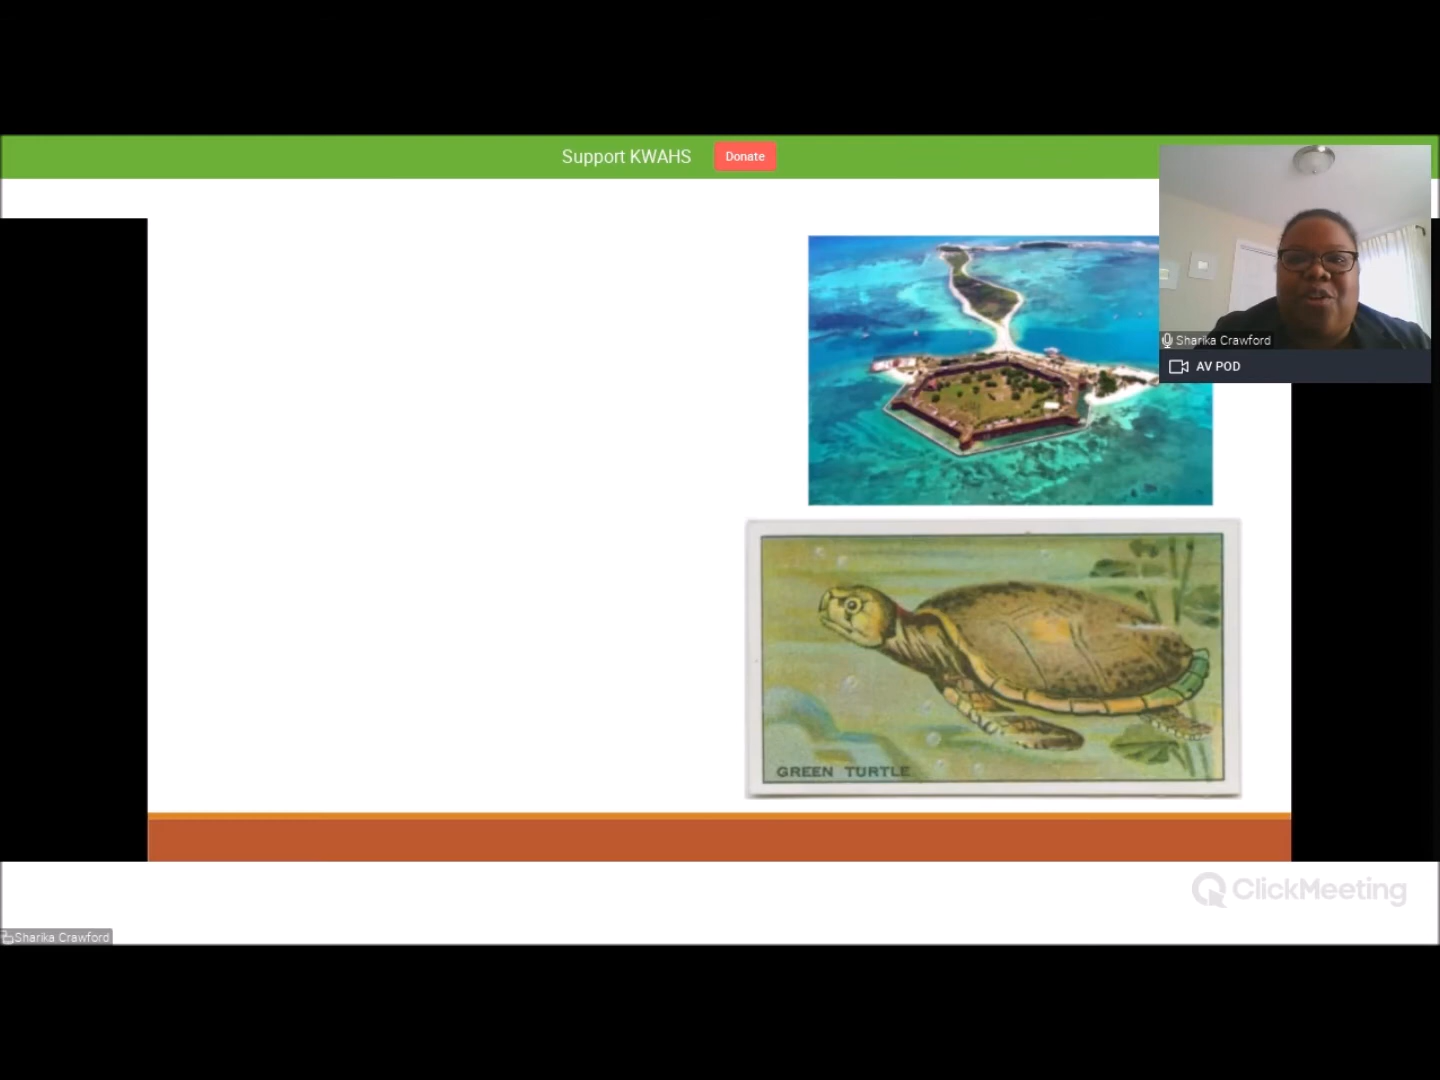 Support KWAHS
Donate
Sharika Crawford
AV POD
GREEN TURTLE
ClickMeeting
Sharika Crawford